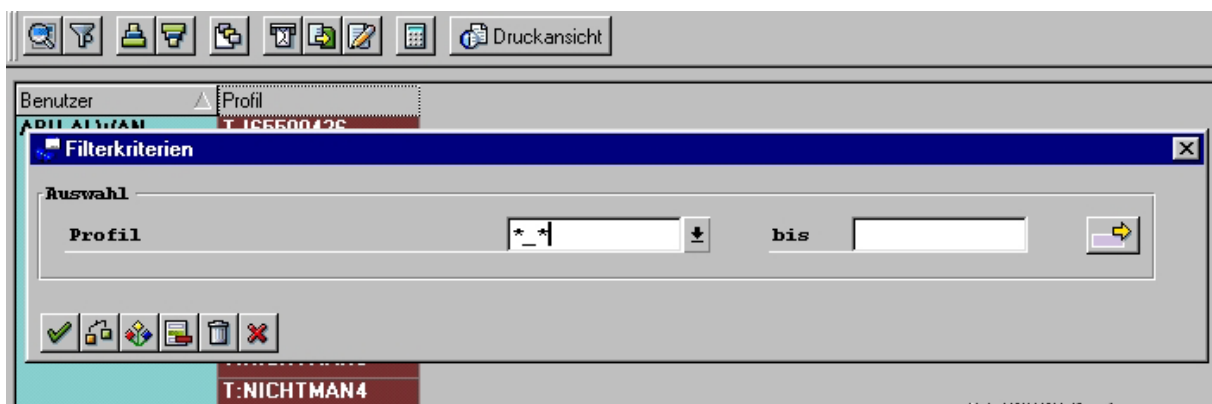 Druckansicht
Benutzer Profil
Filterkriterien
Auswahl
Profil *_* bis
T:NICHTMAN4